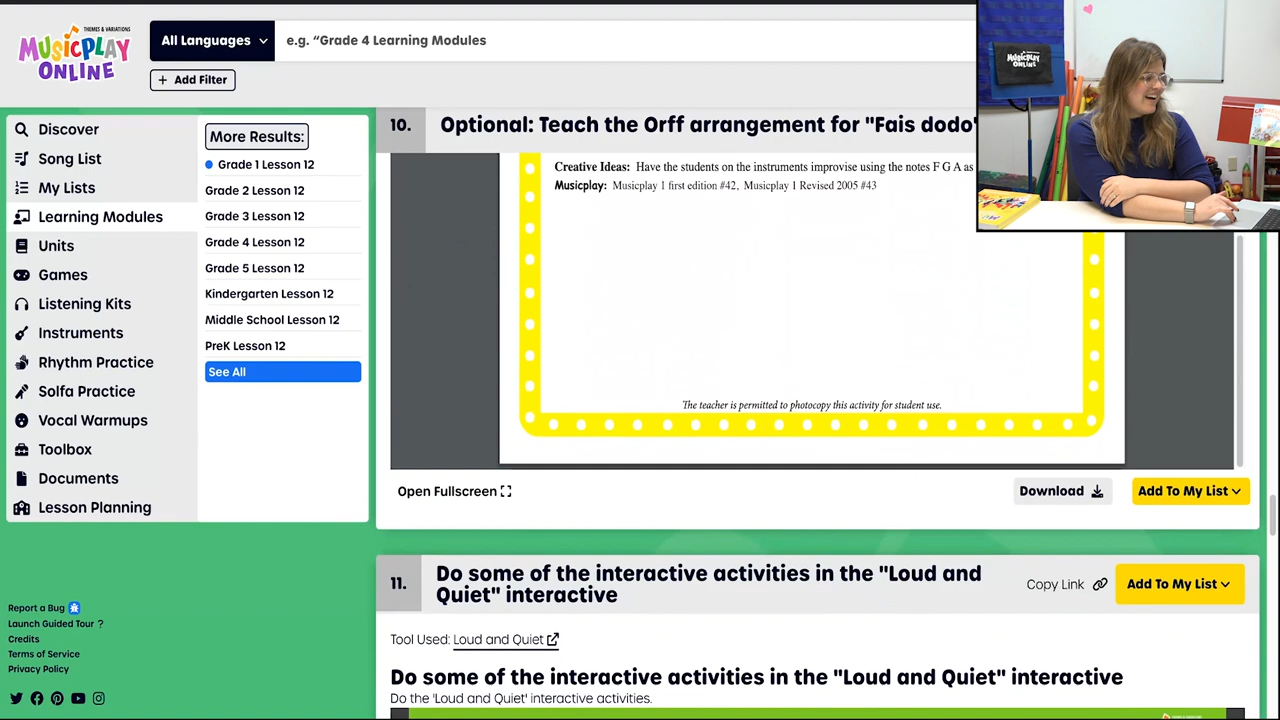 THEMES & VARIATIONS
MUSICPLAY
ONLINE
All Languages
e.g. “Grade 4 Learning Modules
+ Add Filter
MUSICPLAY
ONLINE
Discover
Song List
My Lists
Learning Modules
Units
Games
Listening Kits
Instruments
Rhythm Practice
Solfa Practice
Vocal Warmups
Toolbox
Documents
Lesson Planning
More Results:
Grade 1 Lesson 12
Grade 2 Lesson 12
Grade 3 Lesson 12
Grade 4 Lesson 12
Grade 5 Lesson 12
Kindergarten Lesson 12
Middle School Lesson 12
PreK Lesson 12
See All
10. Optional: Teach the Orff arrangement for "Fais dodo"
Creative Ideas: Have the students on the instruments improvise using the notes F G A as
Musicplay: Musicplay 1 first edition #42, Musicplay 1 Revised 2005 #43
The teacher is permitted to photocopy this activity for student use.
Open Fullscreen
Download
Add To My List
11. Do some of the interactive activities in the "Loud and
Quiet" interactive
Copy Link
Add To My List
Tool Used: Loud and Quiet
Do some of the interactive activities in the "Loud and Quiet" interactive
Do the 'Loud and Quiet' interactive activities.
Report a Bug
Launch Guided Tour ?
Credits
Terms of Service
Privacy Policy